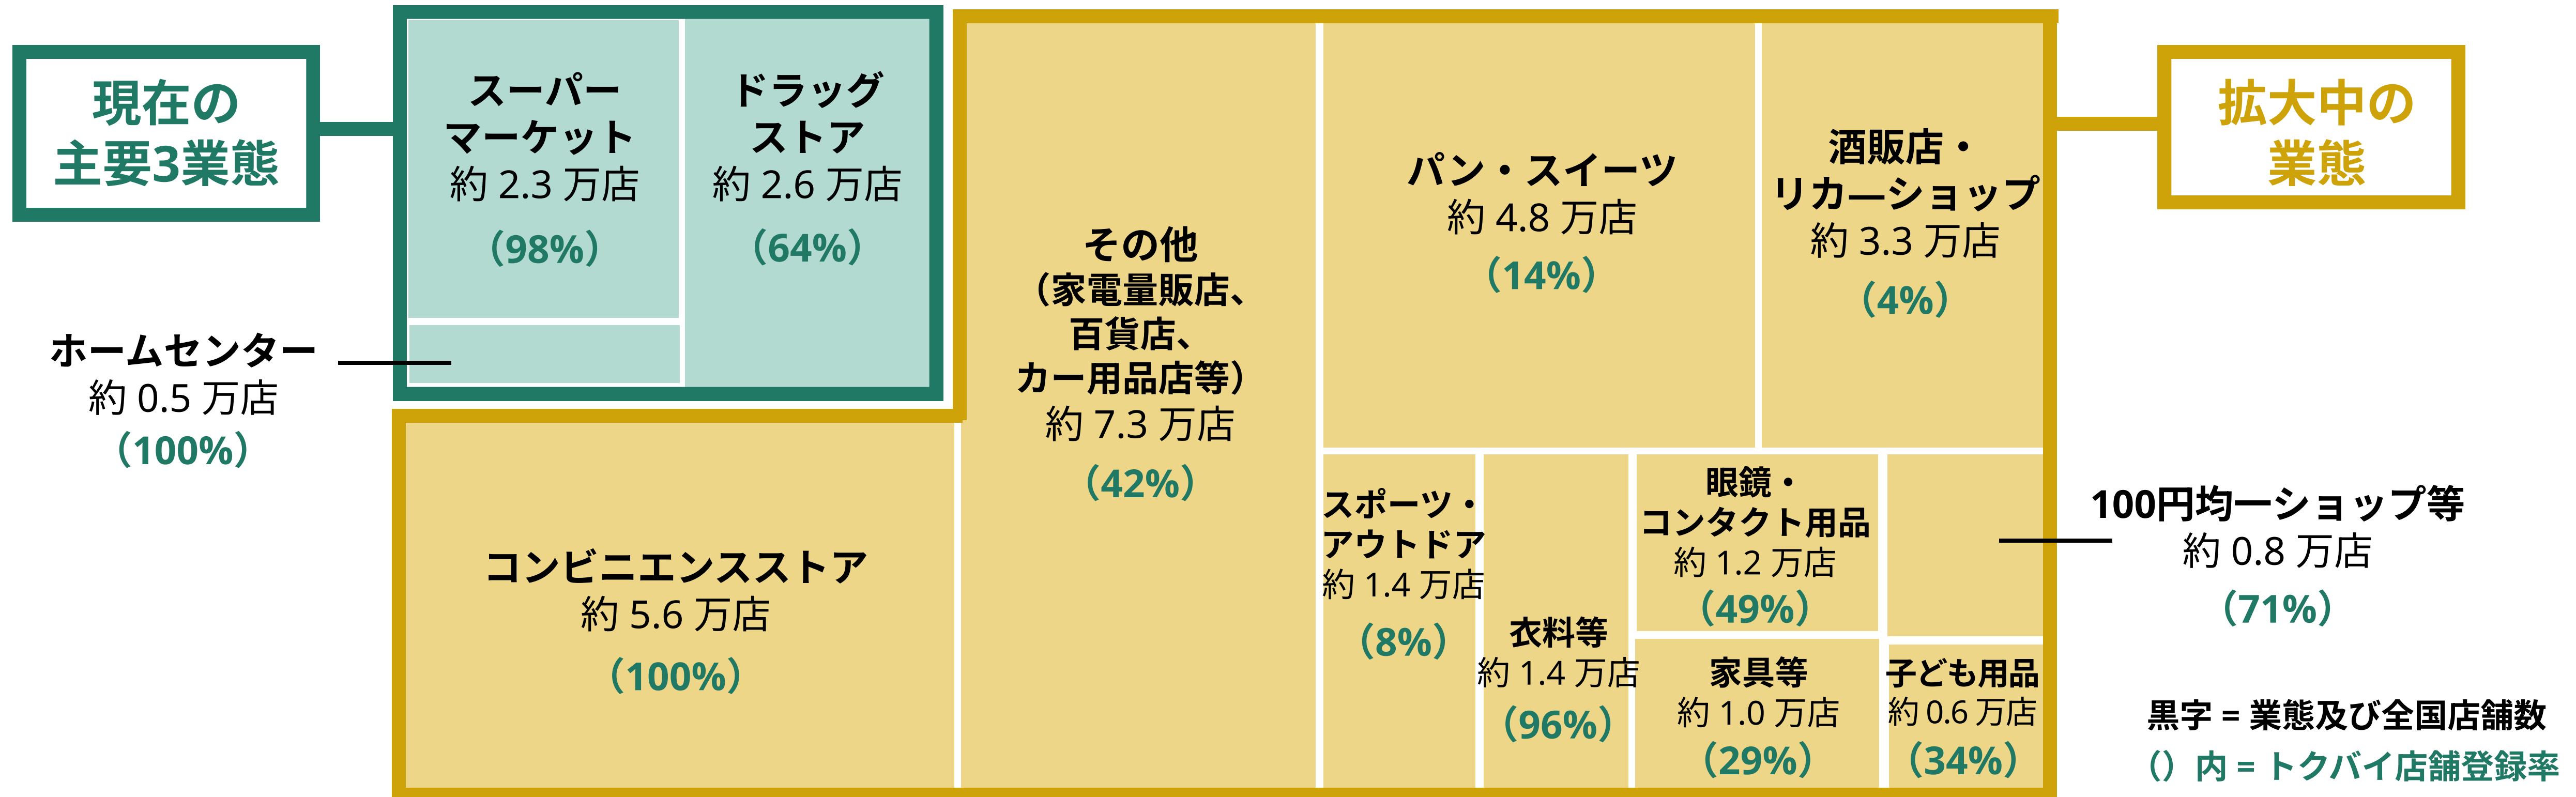 現在の
主要3業態
スーパー
マーケット
約 2.3 万店
（98%）
ドラッグ
ストア
約 2.6 万店
（64%）
ホームセンター
約 0.5 万店
（100%）
コンビニエンスストア
約 5.6 万店
（100%）
その他
（家電量販店、
百貨店、
カー用品店等）
約 7.3 万店
（42%）
パン・スイーツ
約 4.8 万店
（14%）
酒販店・
リカーショップ
約 3.3 万店
（4%）
拡大中の
業態
スポーツ・
アウトドア
約 1.4 万店
（8%）
衣料等
約 1.4 万店
（96%）
眼鏡・
コンタクト用品
約 1.2 万店
（49%）
家具等
約 1.0 万店
（29%）
100円均一ショップ等
約 0.8 万店
（71%）
子ども用品
約 0.6 万店
（34%）
黒字 = 業態及び全国店舗数
（）内 = トクバイ店舗登録率